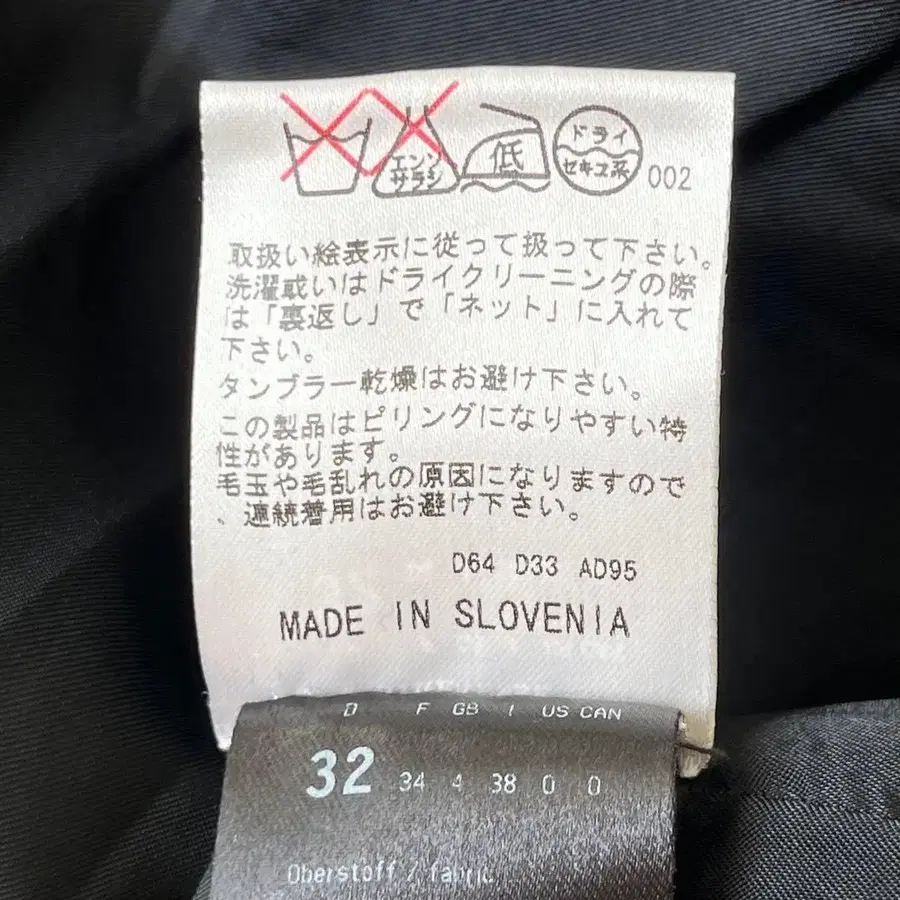 エンソ
サラシ
低
ドライ
セキユ系
002
取扱い絵表示に従って扱って下さい。
洗濯或いはドライクリーニングの際
は「裏返し」で「ネット」に入れて
下さい。
タンブラー乾燥はお避け下さい。
この製品はピリングになりやすい特
性があります。
毛玉や毛乱れの原因になりますので
、連続着用はお避け下さい。
D64 D33 AD95
MADE IN SLOVENIA
D F GB I US CAN
32 34 4 38 0 0
Oberstoff / fabric